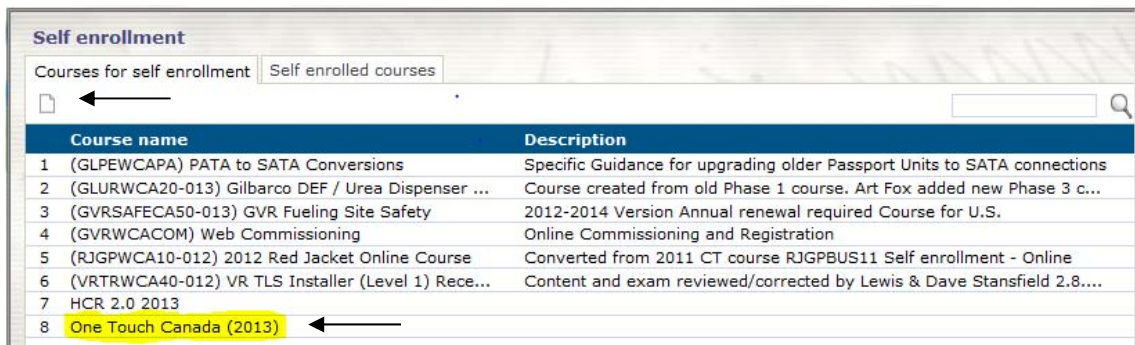 Self enrollment
Courses for self enrollment Self enrolled courses
Course name Description
1 (GLPEWCAPA) PATA to SATA Conversions Specific Guidance for upgrading older Passport Units to SATA connections
2 (GLURWCA20-013) Gilbarco DEF / Urea Dispenser ... Course created from old Phase 1 course. Art Fox added new Phase 3 c...
3 (GVRSAFECA50-013) GVR Fueling Site Safety 2012-2014 Version Annual renewal required Course for U.S.
4 (GVRWCACOM) Web Commissioning Online Commissioning and Registration
5 (RJGPWCA10-012) 2012 Red Jacket Online Course Converted from 2011 CT course RJGPBUS11 Self enrollment - Online
6 (VRTRWCA40-012) VR TLS Installer (Level 1) Rece... Content and exam reviewed/corrected by Lewis & Dave Stansfield 2.8....
7 HCR 2.0 2013
8 One Touch Canada (2013)